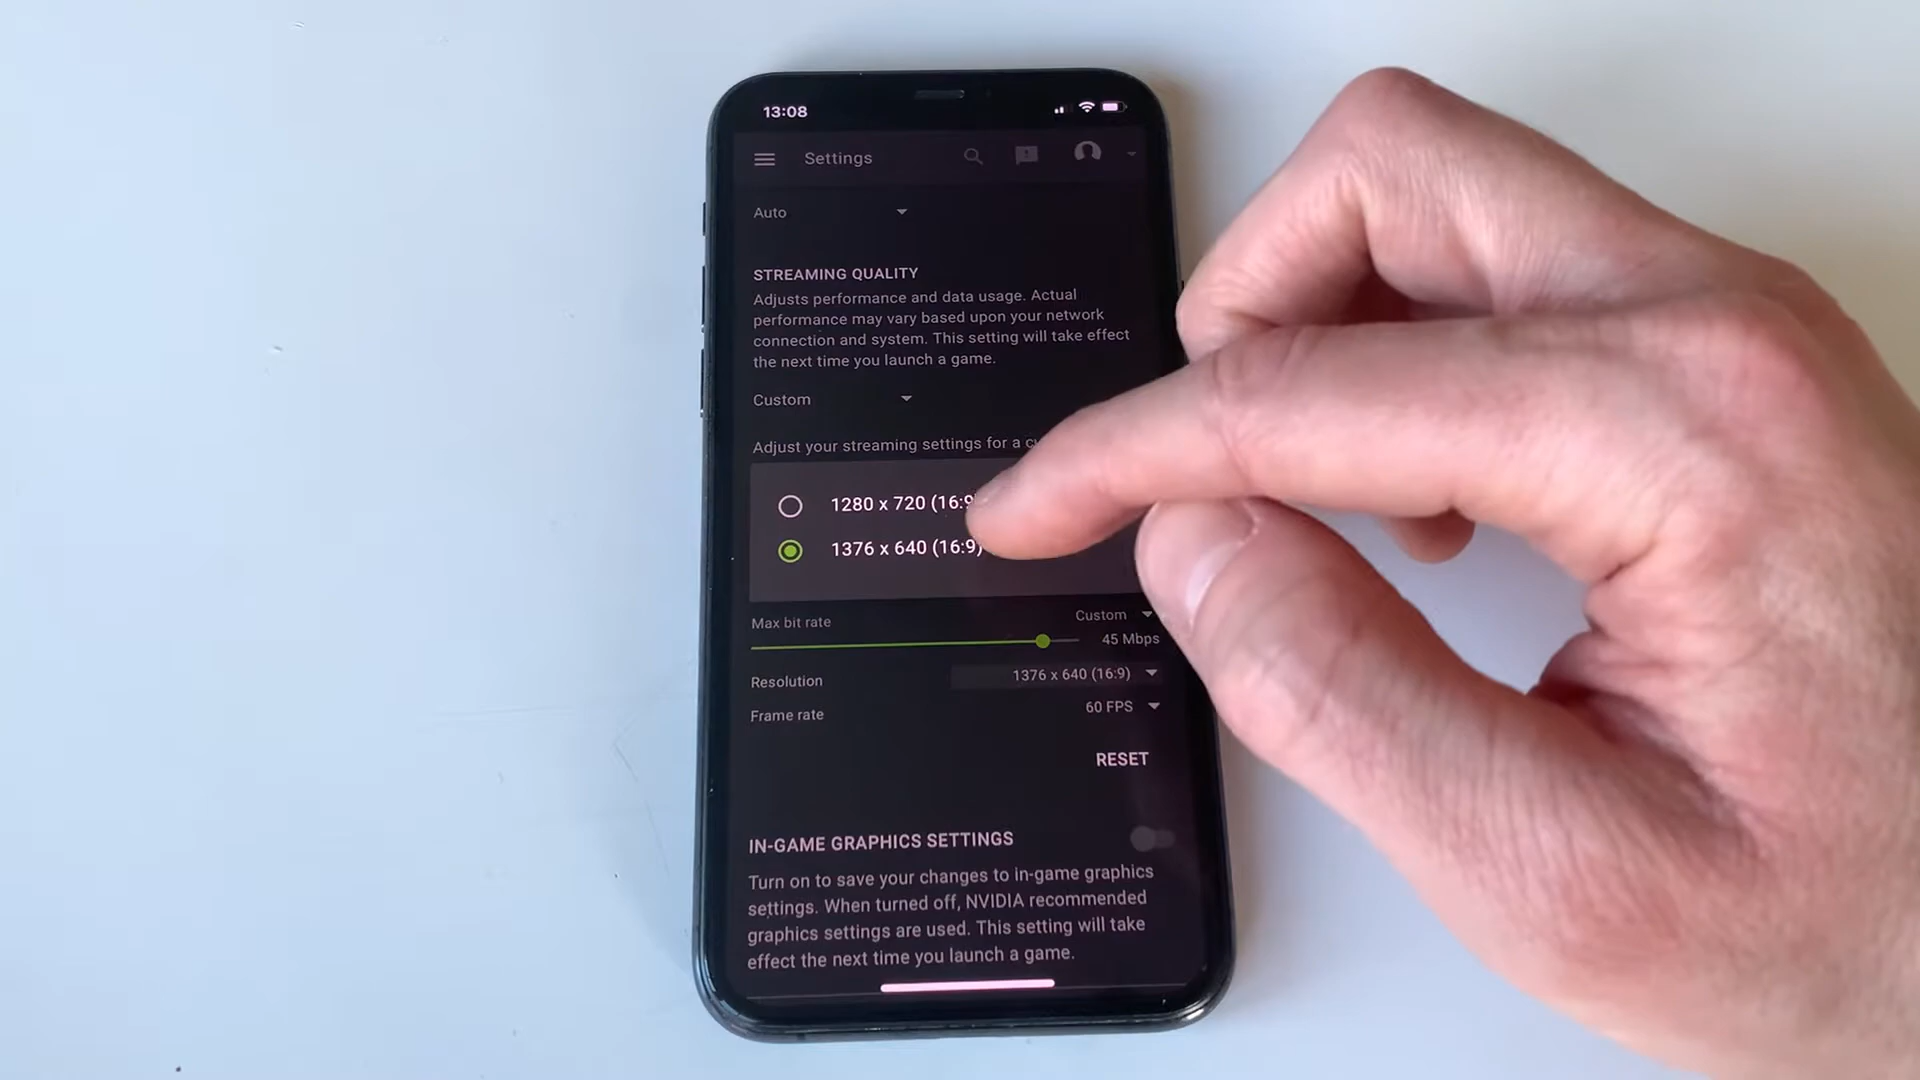 13:08
Settings
Auto
STREAMING QUALITY
Adjusts performance and data usage. Actual
performance may vary based upon your network
connection and system. This setting will take effect
the next time you launch a game.
Custom
Adjust your streaming settings for a
1280 x 720 (16:9
1376 x 640 (16:9)
Max bit rate
Custom
45 Mbps
Resolution
1376 x 640 (16:9)
Frame rate
60 FPS
RESET
IN-GAME GRAPHICS SETTINGS
Turn on to save your changes to in-game graphics
settings. When turned off, NVIDIA recommended
graphics settings are used. This setting will take
effect the next time you launch a game.